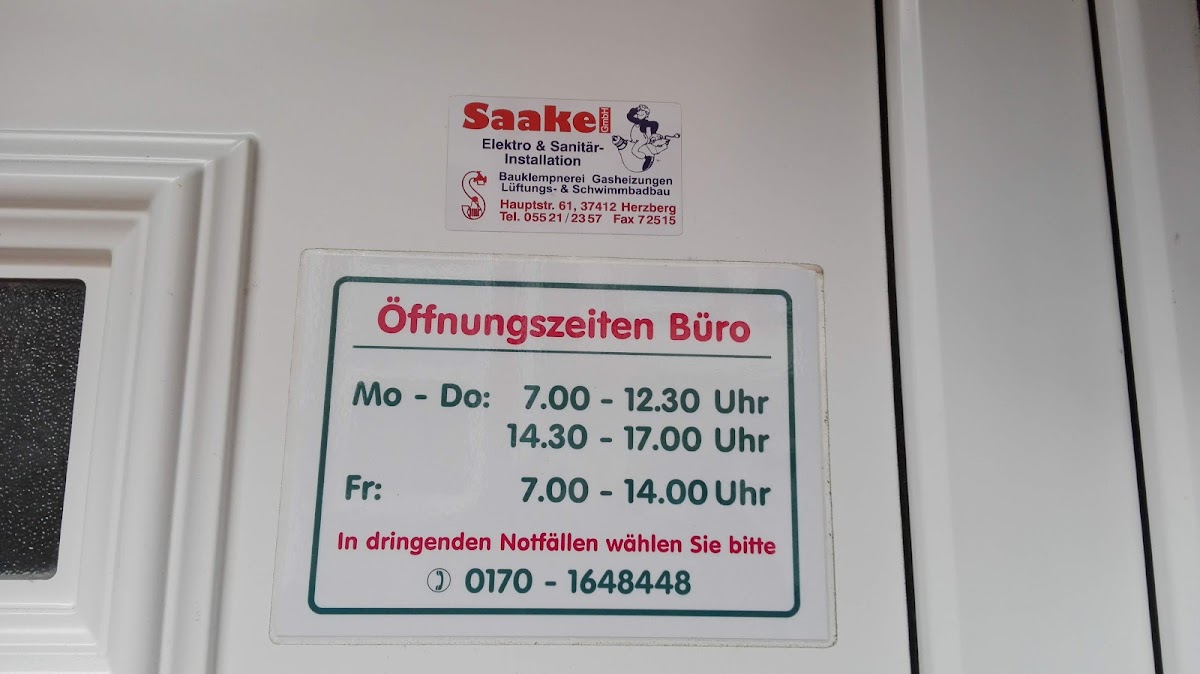 Saake GmbH
Elektro & Sanitär-
Installation
Bauklempnerei Gasheizungen
Lüftungs- & Schwimmbadbau
Hauptstr. 61, 37412 Herzberg
Tel. 05521/2357 Fax 72515
Öffnungszeiten Büro
Mo - Do: 7.00 - 12.30 Uhr
14.30 - 17.00 Uhr
Fr: 7.00 - 14.00 Uhr
In dringenden Notfällen wählen Sie bitte
0170 - 1648448